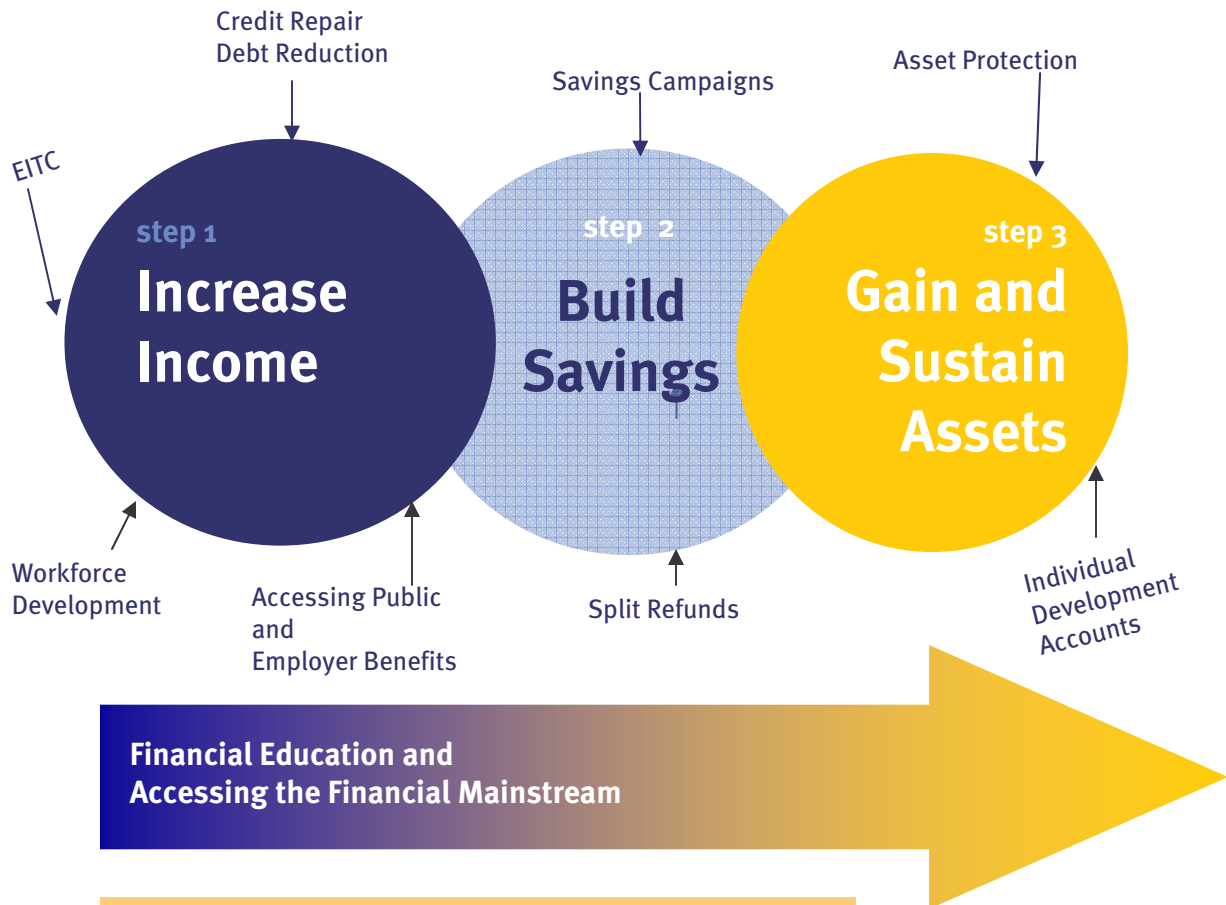 Credit Repair
Debt Reduction
Savings Campaigns
Asset Protection
EITC
step 1
Increase
Income
step 2
Build
Savings
step 3
Gain and
Sustain
Assets
Workforce
Development
Accessing Public
and
Employer Benefits
Split Refunds
Individual
Development
Accounts
Financial Education and
Accessing the Financial Mainstream